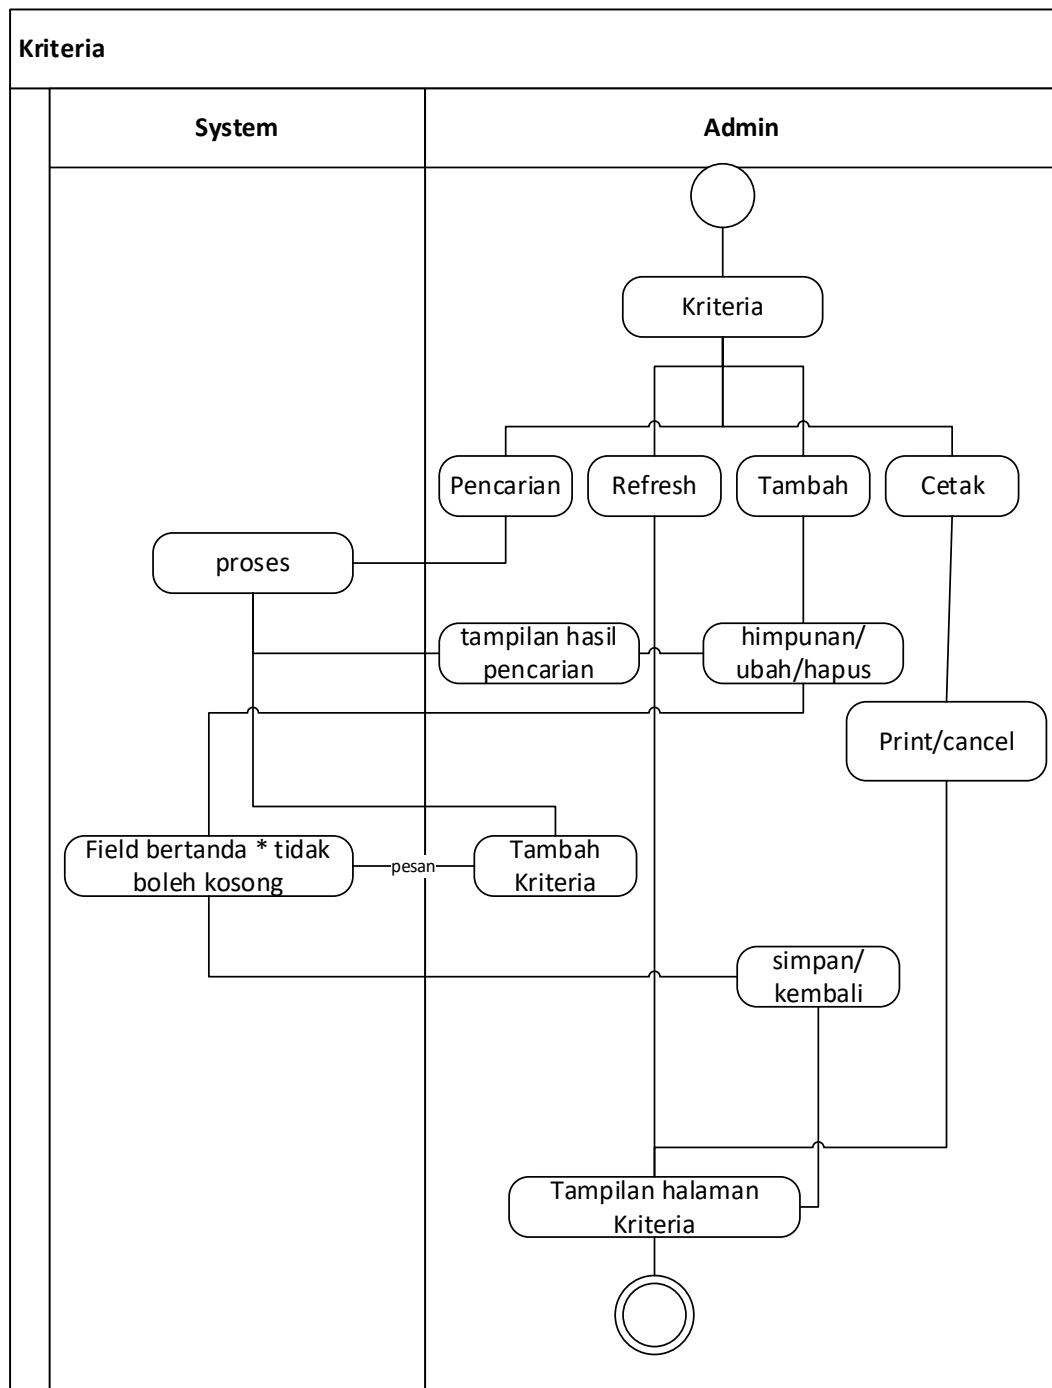 Kriteria
System
Admin
Kriteria
Pencarian
Refresh
Tambah
Cetak
proses
tampilan hasil
pencarian
himpunan/
ubah/hapus
Print/cancel
Field bertanda * tidak
boleh kosong
pesan
Tambah
Kriteria
simpan/
kembali
Tampilan halaman
Kriteria